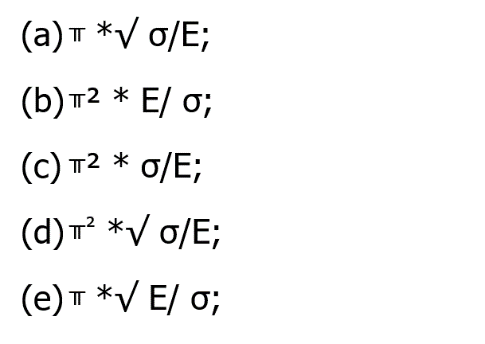 (a) π *√ σ/E;
(b) π² * E/ σ;
(c) π² * σ/E;
(d) π² *√ σ/E;
(e) π *√ E/ σ;